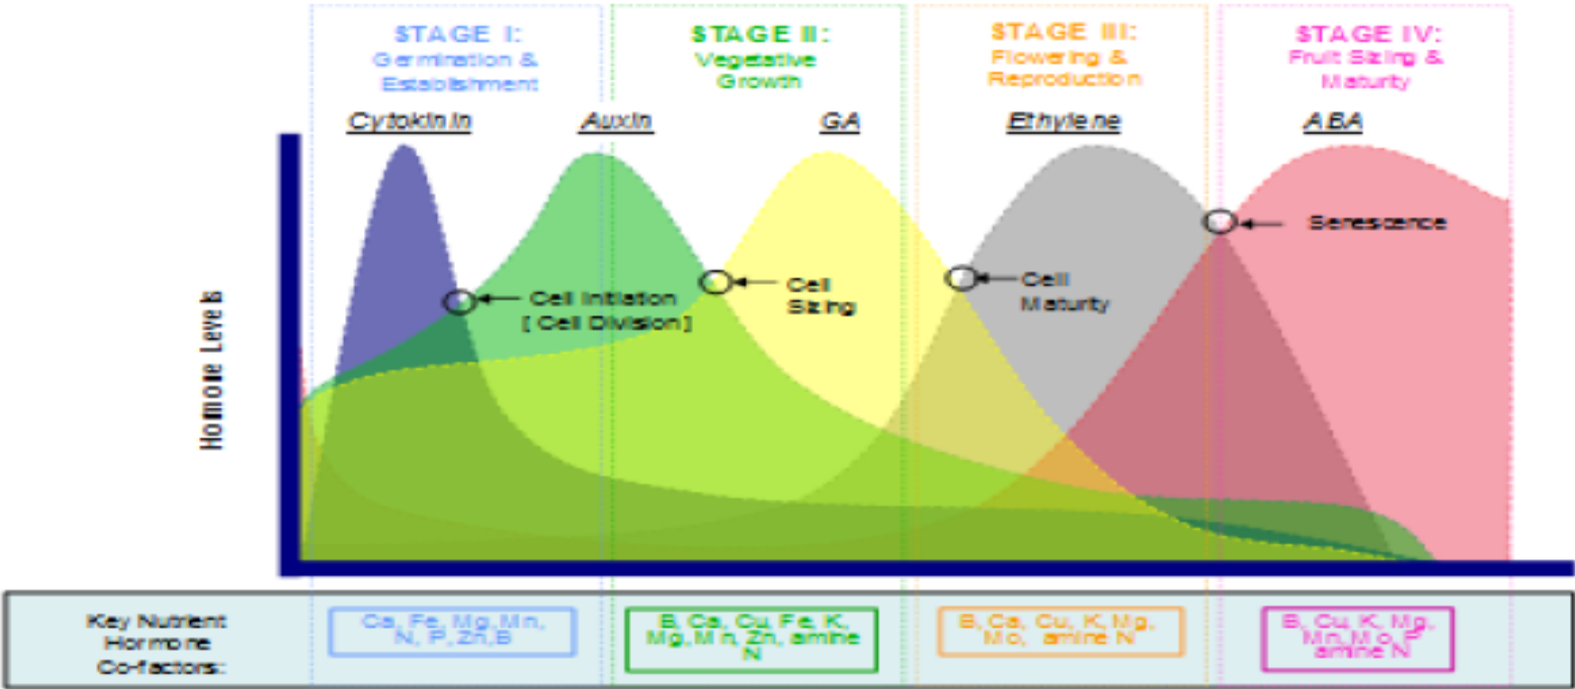 STAGE I:
Germination &
Establishment
STAGE II:
Vegetative
Growth
STAGE III:
Flowering &
Reproduction
STAGE IV:
Fruit Sizing &
Maturity
Cytokinin
Auxin
GA
Ethylene
ABA
Senescence
Cell Initiation
[ Cell Division ]
Cell
Sizing
Cell
Maturity
Hormone Levels
Key Nutrient
Hormone
Co-factors:
Ca, Fe, Mg, Mn,
N, P, Zn, B
B, Ca, Cu, Fe, K,
Mg, Mn, Zn, amine
N
B, Ca, Cu, K, Mg,
Mo, amine N
B, Cu, K, Mg,
Mn, Mo, P
amine N